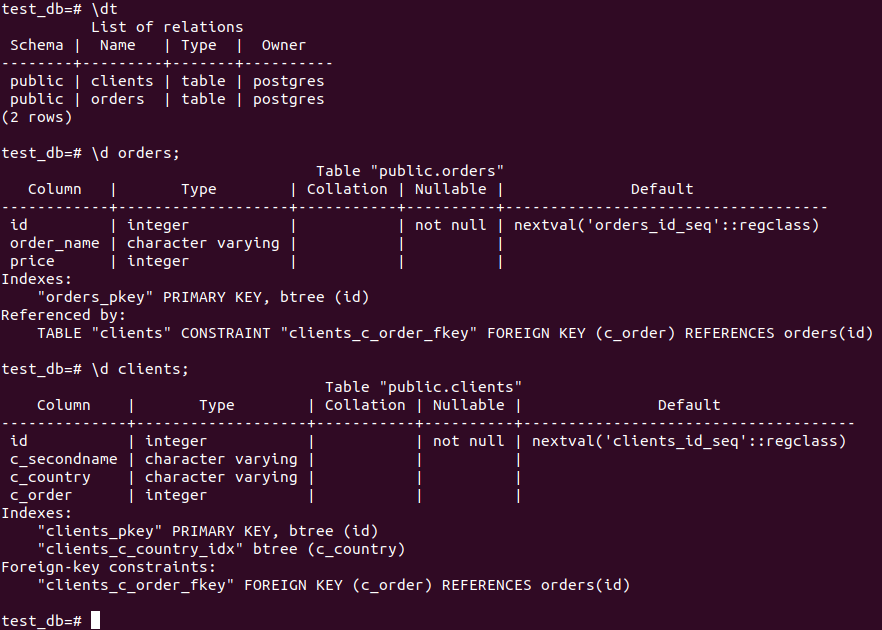 test_db=# \dt
          List of relations
 Schema |  Name   | Type  |  Owner
--------+---------+-------+----------
 public | clients | table | postgres
 public | orders  | table | postgres
(2 rows)

test_db=# \d orders;
                                   Table "public.orders"
   Column   |       Type        | Collation | Nullable |              Default
------------+-------------------+-----------+----------+------------------------------------
 id         | integer           |           | not null | nextval('orders_id_seq'::regclass)
 order_name | character varying |           |          |
 price      | integer           |           |          |
Indexes:
    "orders_pkey" PRIMARY KEY, btree (id)
Referenced by:
    TABLE "clients" CONSTRAINT "clients_c_order_fkey" FOREIGN KEY (c_order) REFERENCES orders(id)

test_db=# \d clients;
                                    Table "public.clients"
    Column    |       Type        | Collation | Nullable |               Default
--------------+-------------------+-----------+----------+-------------------------------------
 id           | integer           |           | not null | nextval('clients_id_seq'::regclass)
 c_secondname | character varying |           |          |
 c_country    | character varying |           |          |
 c_order      | integer           |           |          |
Indexes:
    "clients_pkey" PRIMARY KEY, btree (id)
    "clients_c_country_idx" btree (c_country)
Foreign-key constraints:
    "clients_c_order_fkey" FOREIGN KEY (c_order) REFERENCES orders(id)

test_db=#